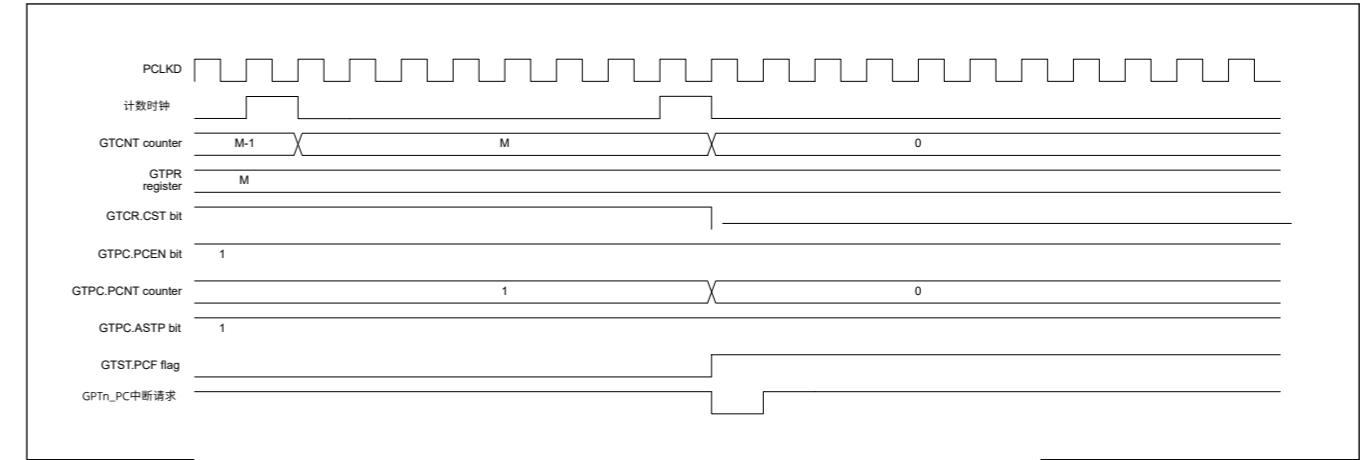 PCLKD
计数时钟
GTCNT counter M-1 M 0
GTPR
register M
GTCR.CST bit
GTPC.PCEN bit 1
GTPC.PCNT counter 1 0
GTPC.ASTP bit 1
GTST.PCF flag
GPTn_PC中断请求